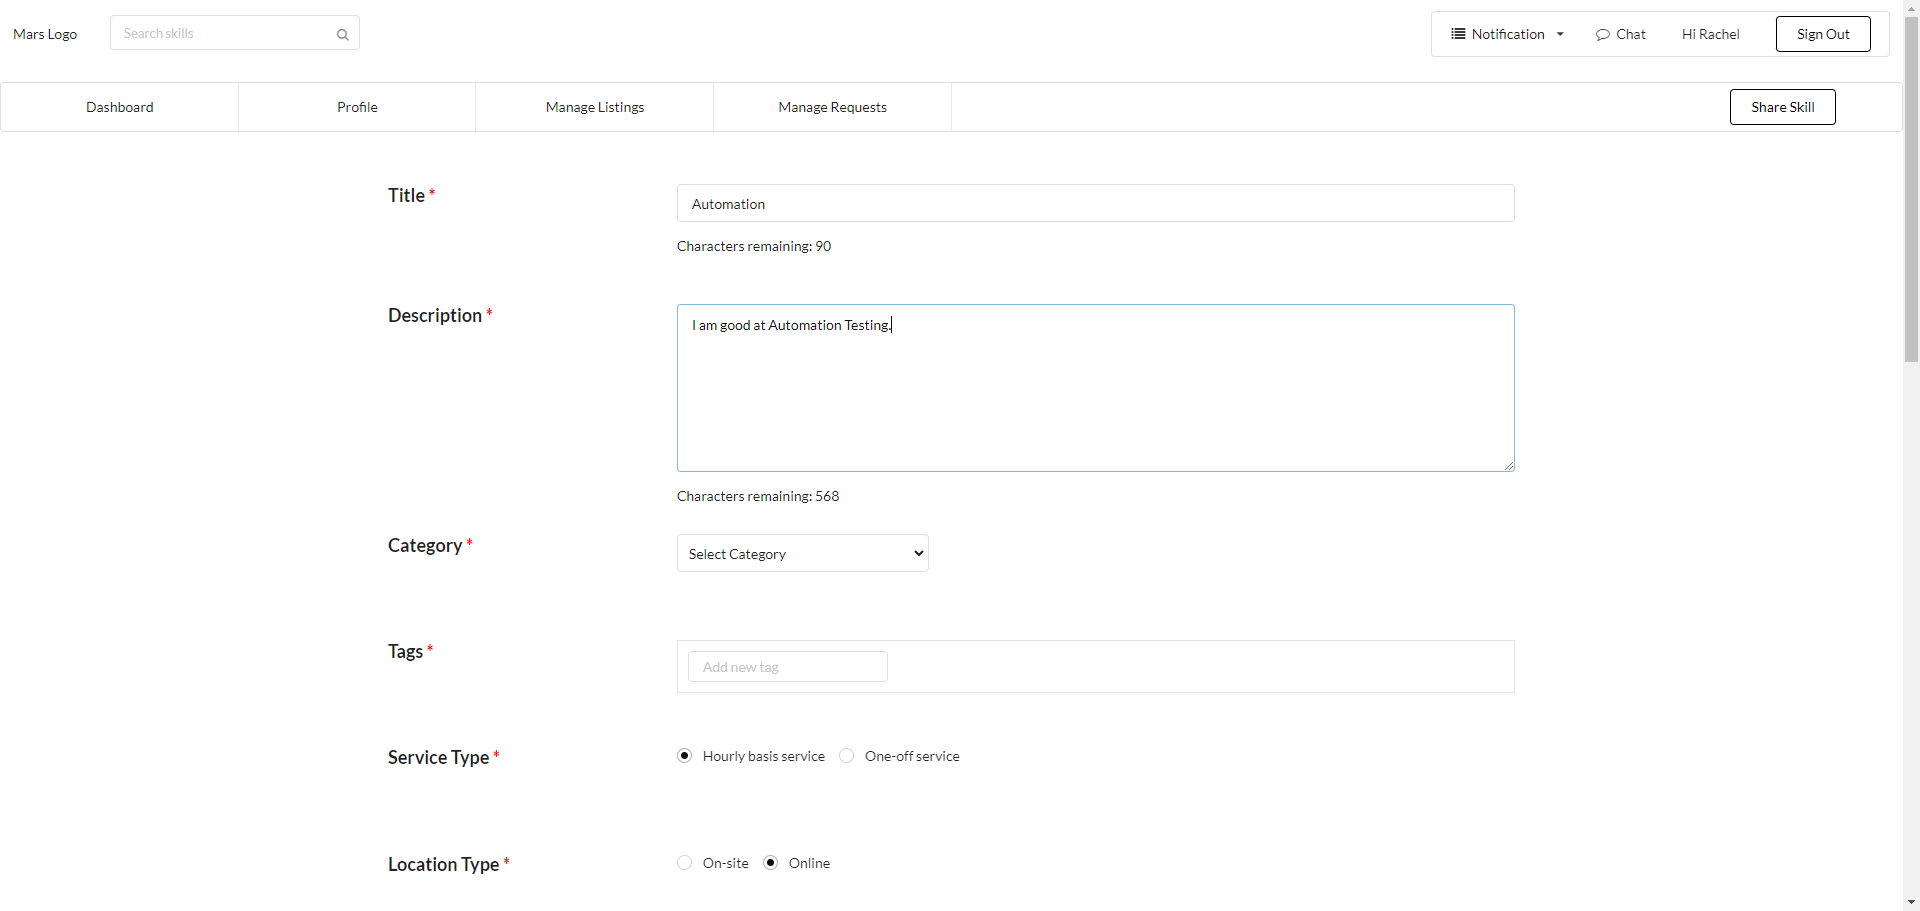 Mars Logo
Search skills
Notification
Chat
Hi Rachel
Sign Out
Dashboard
Profile
Manage Listings
Manage Requests
Share Skill
Title *
Automation
Characters remaining: 90
Description *
I am good at Automation Testing.
Characters remaining: 568
Category *
Select Category
Tags *
Add new tag
Service Type *
Hourly basis service
One-off service
Location Type *
On-site
Online